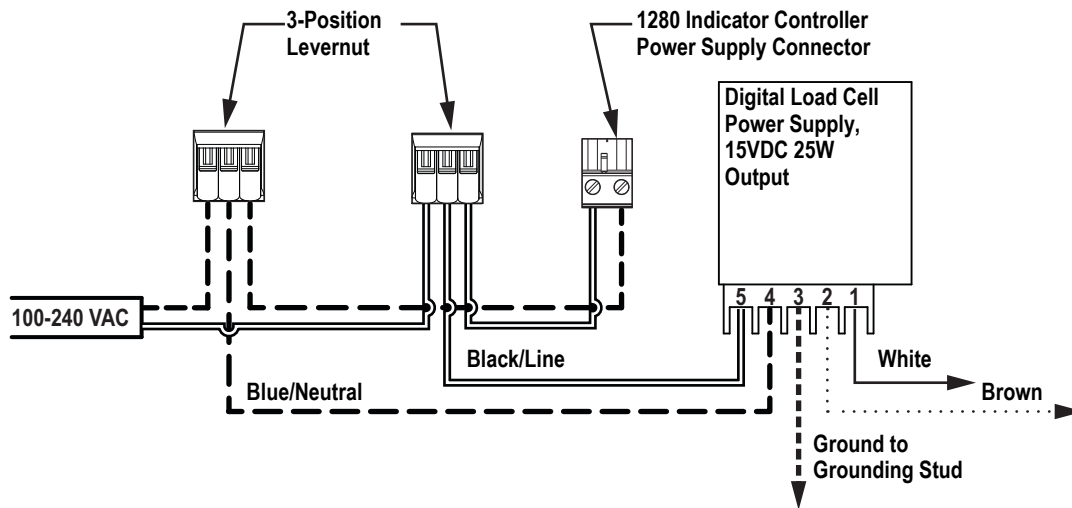 3-Position
Levernut
1280 Indicator Controller
Power Supply Connector
Digital Load Cell
Power Supply,
15VDC 25W
Output
5 4 3 2 1
100-240 VAC
Black/Line
White
Blue/Neutral
Brown
Ground to
Grounding Stud